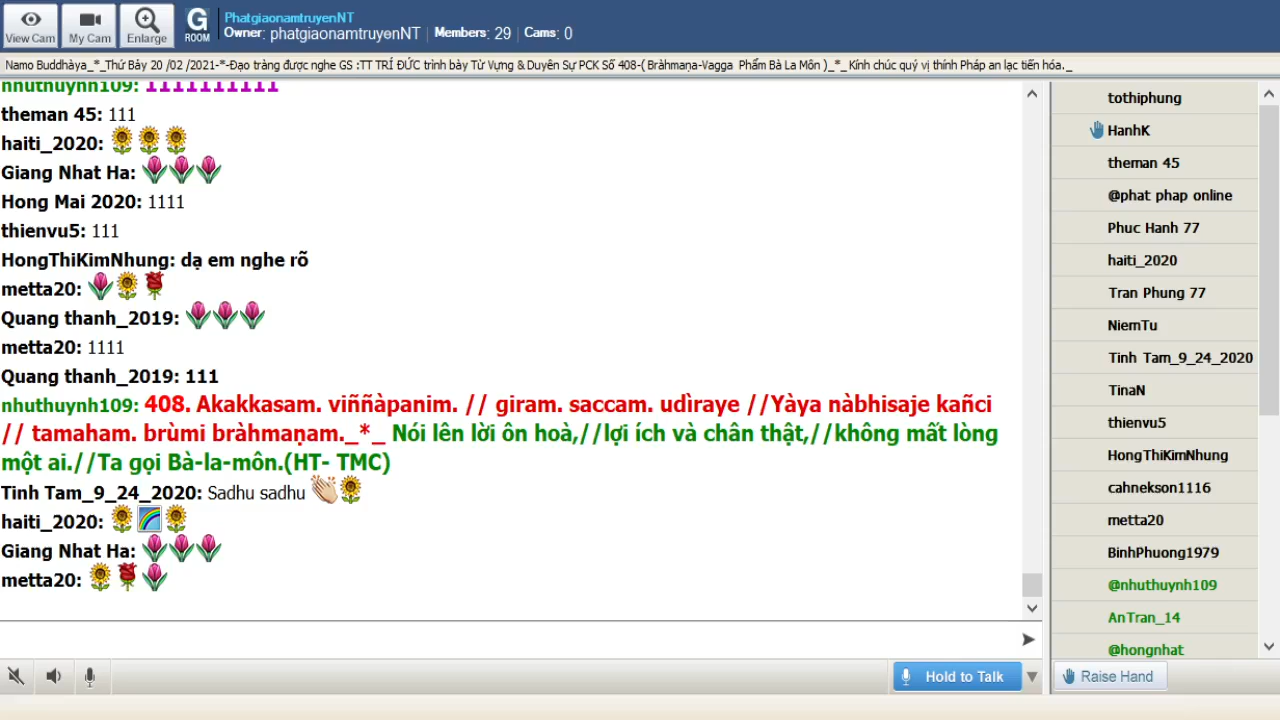 View Cam
My Cam
Enlarge
G
ROOM
PhatgiaonamtruyenNT
Owner: phatgiaonamtruyenNT | Members: 29 | Cams: 0
Namo Buddhàya_*_Thứ Bảy 20 /02 /2021-*-Đạo tràng được nghe GS :TT TRÍ ĐỨC trình bày Từ Vựng & Duyên Sự PCK Số 408-( Bràhmaṇa-Vagga  Phẩm Bà La Môn )_*_ Kính chúc quý vị thính Pháp an lạc tiến hóa._
nhuthuynh109: 1111111111
theman 45: 111
haiti_2020: 🌻🌻🌻
Giang Nhat Ha: 🌷🌷🌷
Hong Mai 2020: 1111
thienvu5: 111
HongThiKimNhung: dạ em nghe rõ
metta20: 🌷🌻🌹
Quang thanh_2019: 🌷🌷🌷
metta20: 1111
Quang thanh_2019: 111
nhuthuynh109: 408. Akakkasam. viññàpanim. // giram. saccam. udìraye //Yàya nàbhisaje kañci
// tamaham. brùmi bràhmaṇam._*_ Nói lên lời ôn hoà,//lợi ích và chân thật,//không mất lòng
một ai.//Ta gọi Bà-la-môn.(HT- TMC)
Tinh Tam_9_24_2020: Sadhu sadhu 👏🌻
haiti_2020: 🌻🌈🌻
Giang Nhat Ha: 🌷🌷🌷
metta20: 🌻🌹🌷
Hold to Talk
tothiphung
HanhK
theman 45
@phat phap online
Phuc Hanh 77
haiti_2020
Tran Phung 77
NiemTu
Tinh Tam_9_24_2020
TinaN
thienvu5
HongThiKimNhung
cahnekson1116
metta20
BinhPhuong1979
@nhuthuynh109
AnTran_14
@hongnhat
Raise Hand